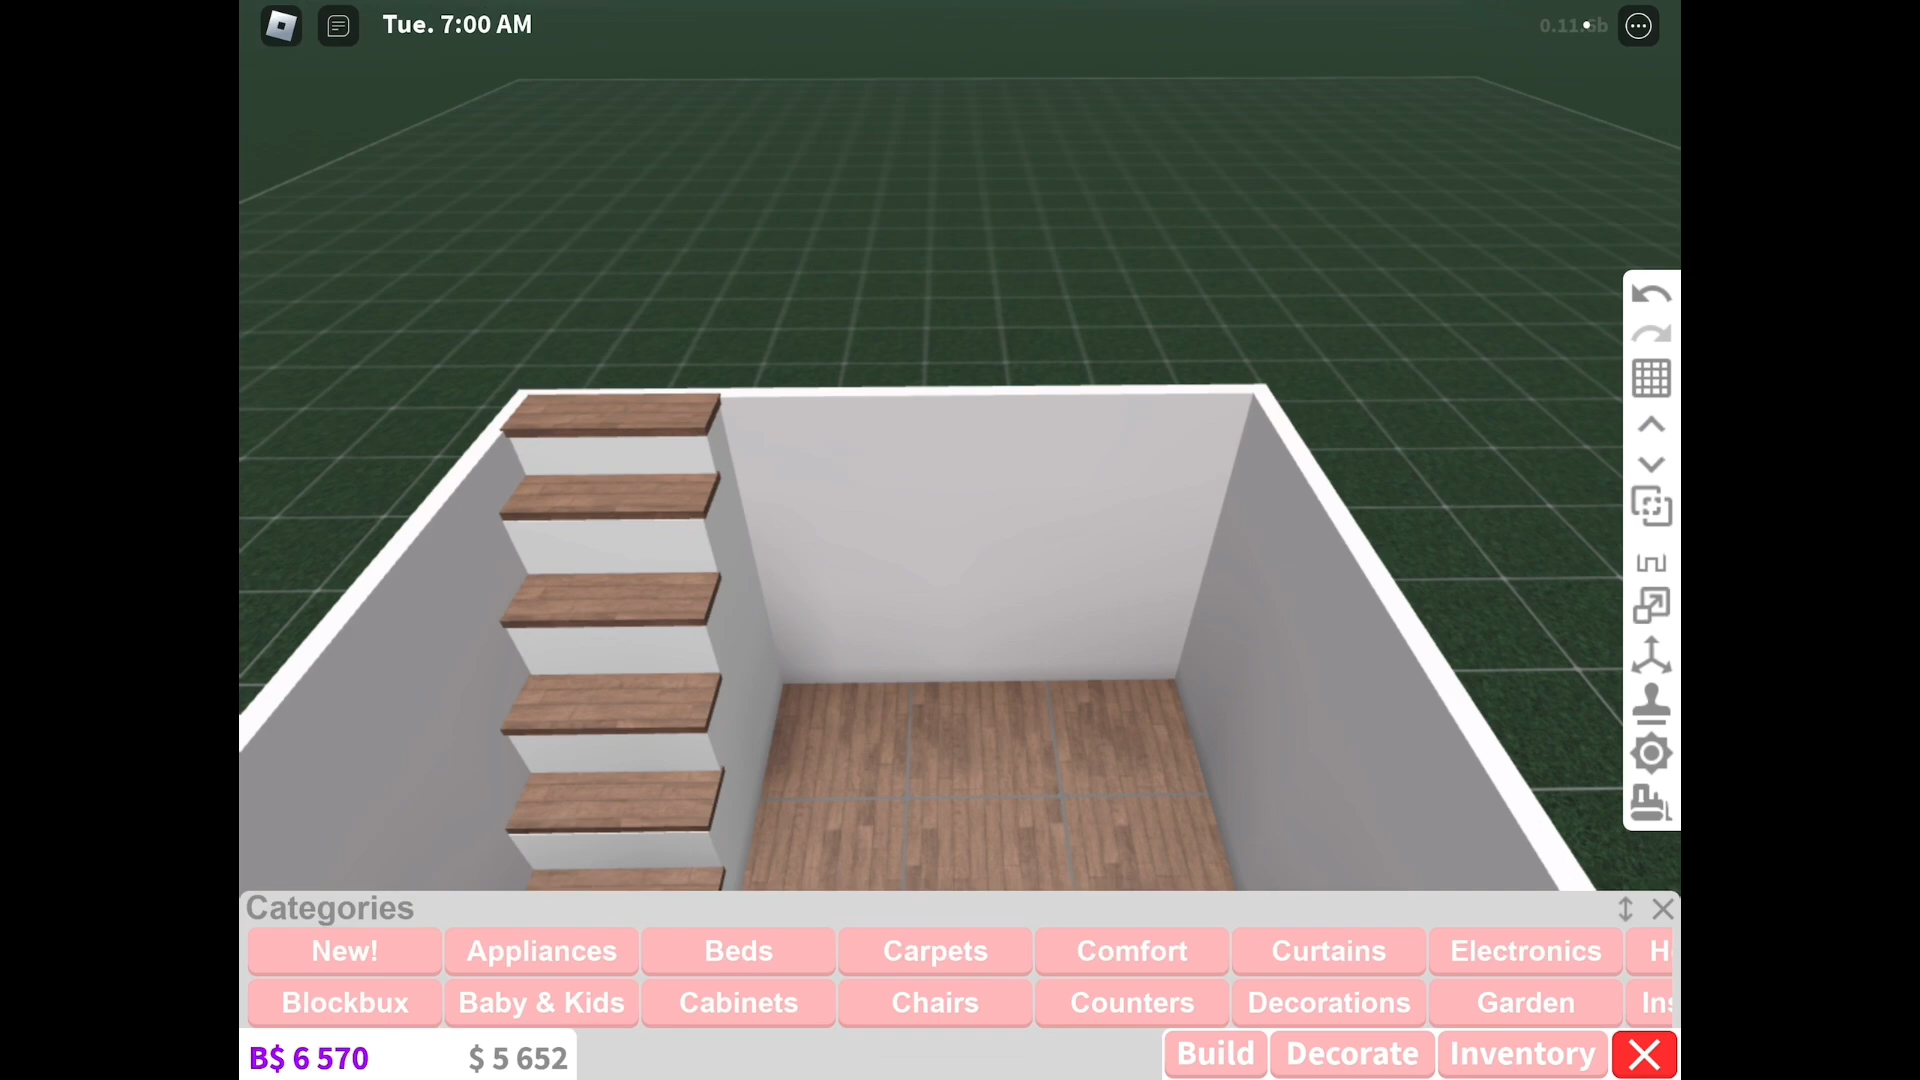 Tue. 7:00 AM
Categories
New! Appliances Beds Carpets Comfort Curtains Electronics
Blockbux Baby & Kids Cabinets Chairs Counters Decorations Garden
B$ 6 570 $ 5 652 Build Decorate Inventory